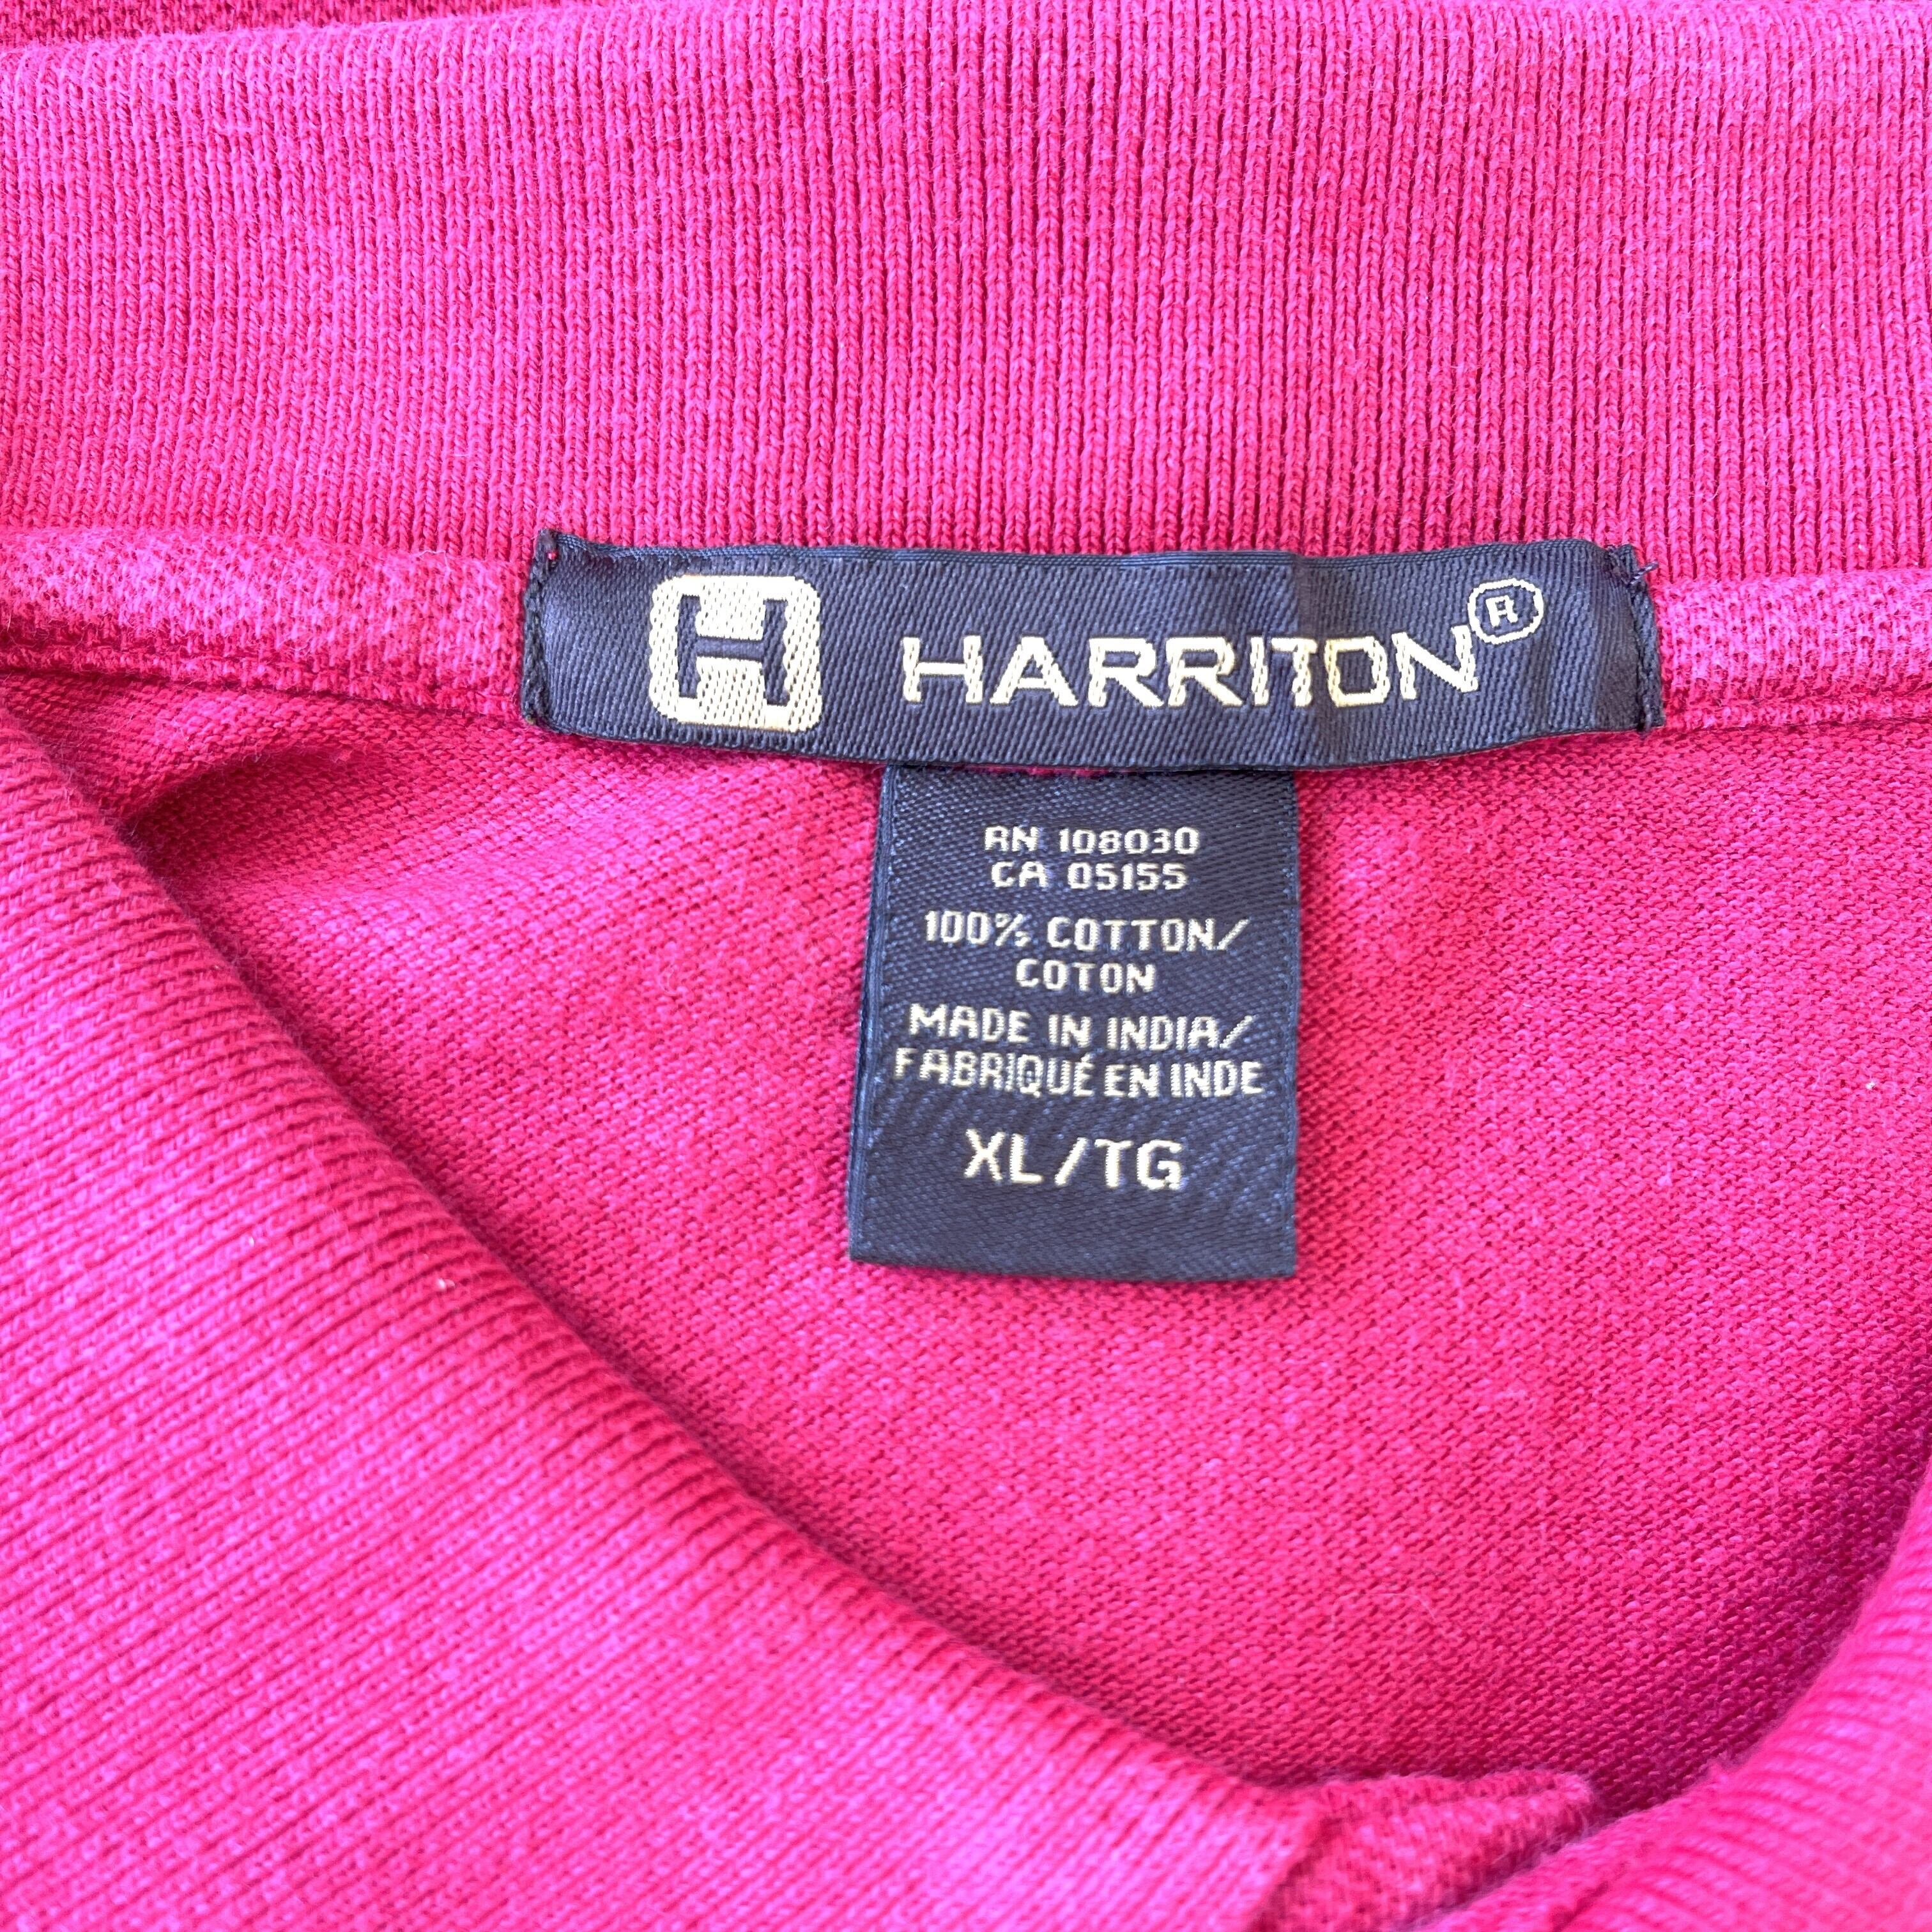 H HARRITON®
RN 108030
CA 05155
100% COTTON/
COTON
MADE IN INDIA/
FABRIQUÉ EN INDE
XL/TG